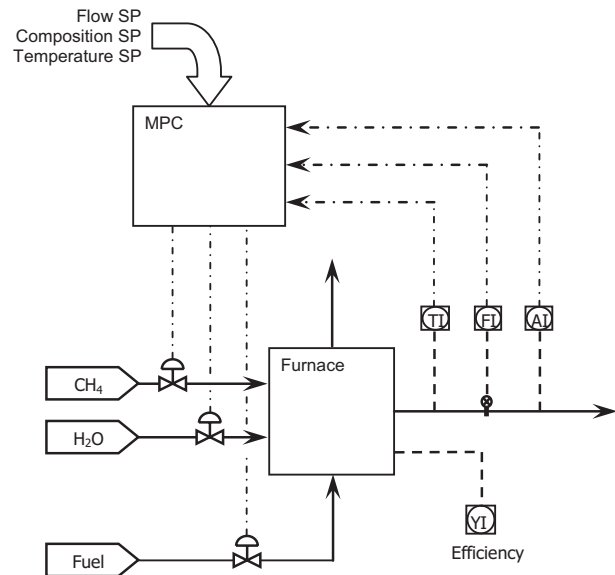 Flow SP
Composition SP
Temperature SP
MPC
TI
FI
AI
Furnace
CH₄
H₂O
YI
Fuel
Efficiency